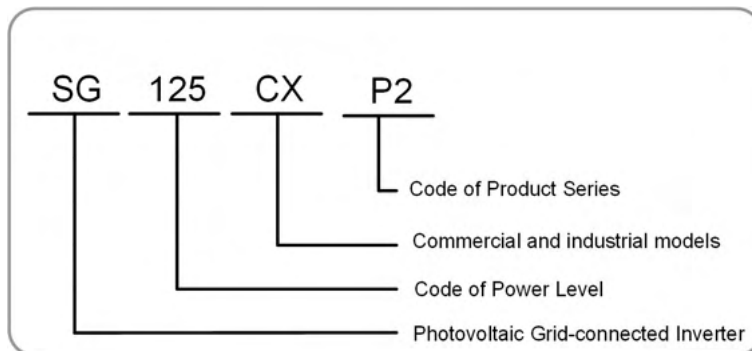 SG 125 CX P2
Code of Product Series
Commercial and industrial models
Code of Power Level
Photovoltaic Grid-connected Inverter